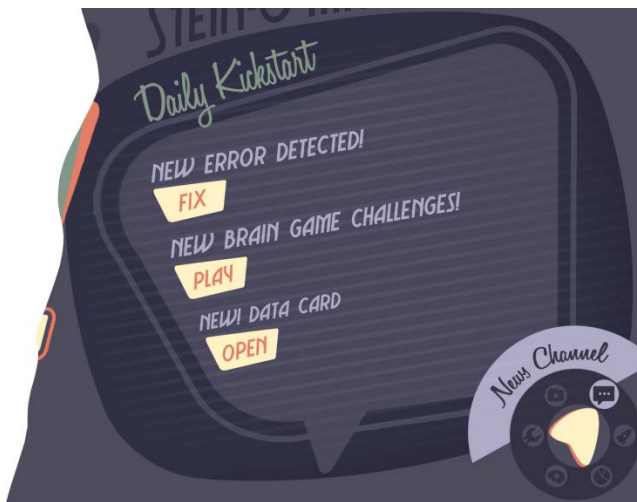 Daily Kickstart
NEW ERROR DETECTED!
FIX
NEW BRAIN GAME CHALLENGES!
PLAY
NEW! DATA CARD
OPEN
News Channel